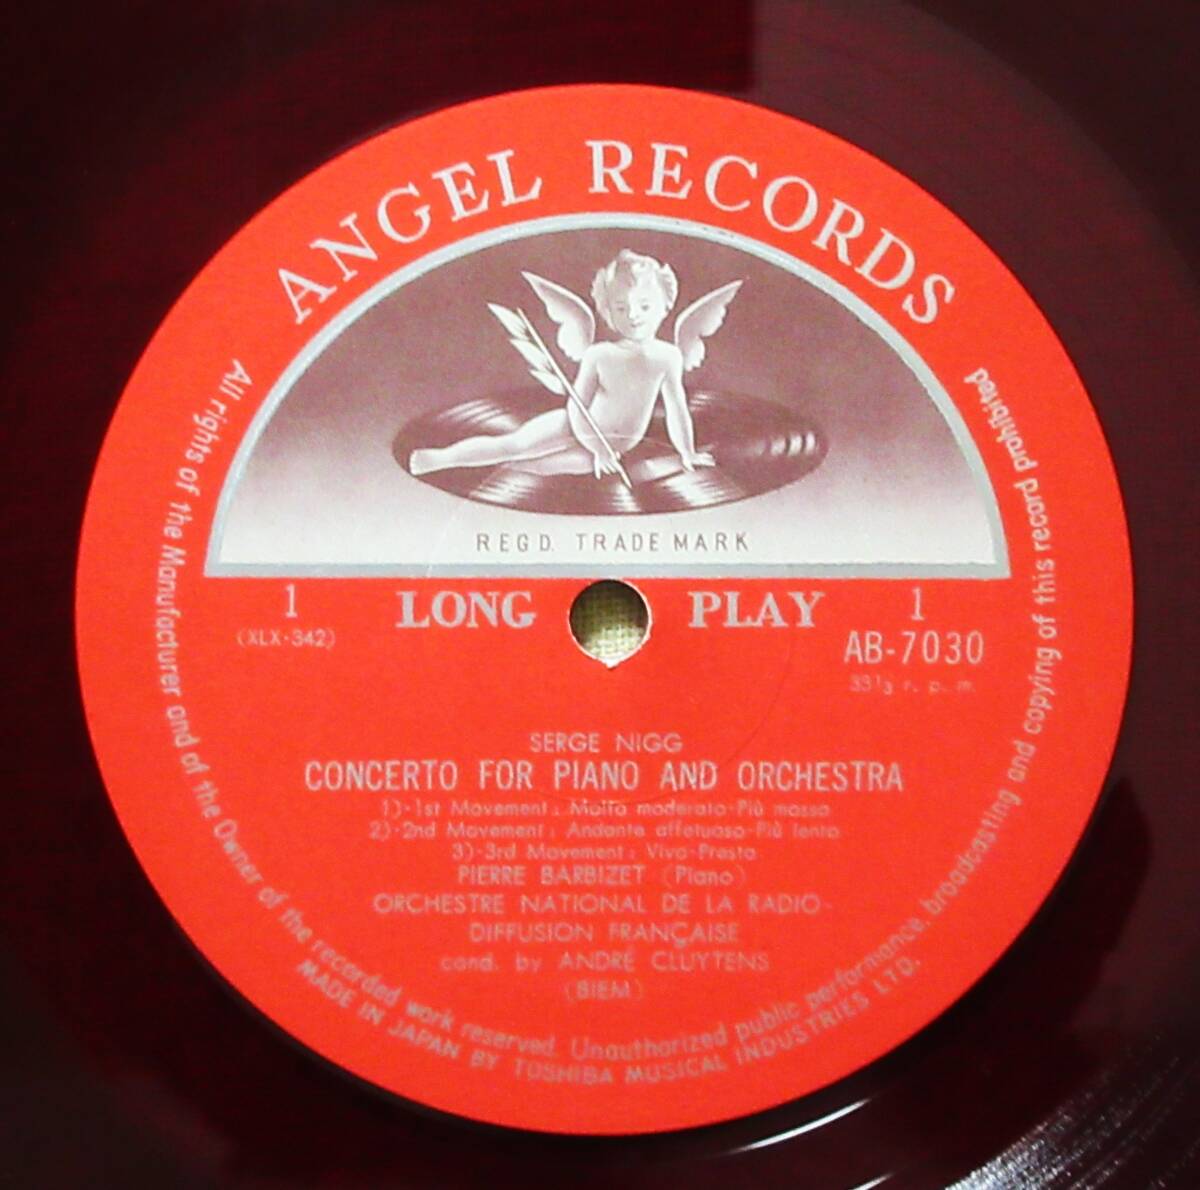 ANGEL RECORDS
REGD. TRADE MARK
1 LONG PLAY 1
(XLX-342)
AB-7030
33⅓ r. p. m.
SERGE NIGG
CONCERTO FOR PIANO AND ORCHESTRA
1)-1st Movement: Molto moderato-Più mosso
2)-2nd Movement: Andante affetuoso-Più lento
3)-3rd Movement: Vivo-Presto
PIERRE BARBIZET (Piano)
ORCHESTRE NATIONAL DE LA RADIO-
DIFFUSION FRANÇAISE
cond. by ANDRÉ CLUYTENS
(BIEM)
All rights of the Manufacturer and of the Owner of the recorded work reserved. Unauthorized public performance, broadcasting and copying of this record prohibited
MADE IN JAPAN BY TOSHIBA MUSICAL INDUSTRIES LTD.